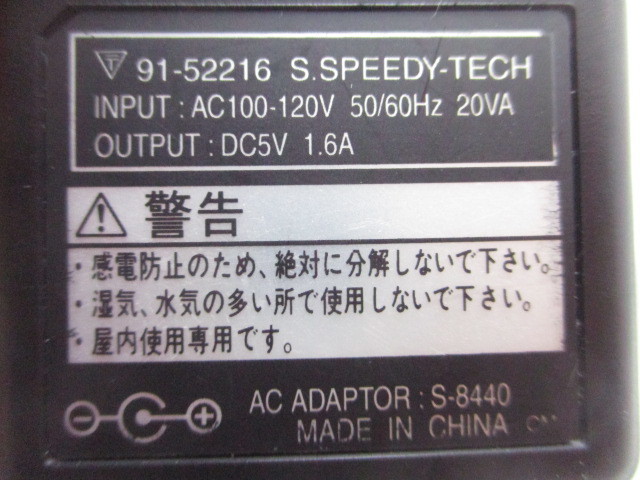 91-52216 S.SPEEDY-TECH
INPUT : AC100-120V 50/60Hz 20VA
OUTPUT : DC5V 1.6A
警告
・感電防止のため、絶対に分解しないで下さい。
・湿気、水気の多い所で使用しないで下さい。
・屋内使用専用です。
AC ADAPTOR : S-8440
MADE IN CHINA